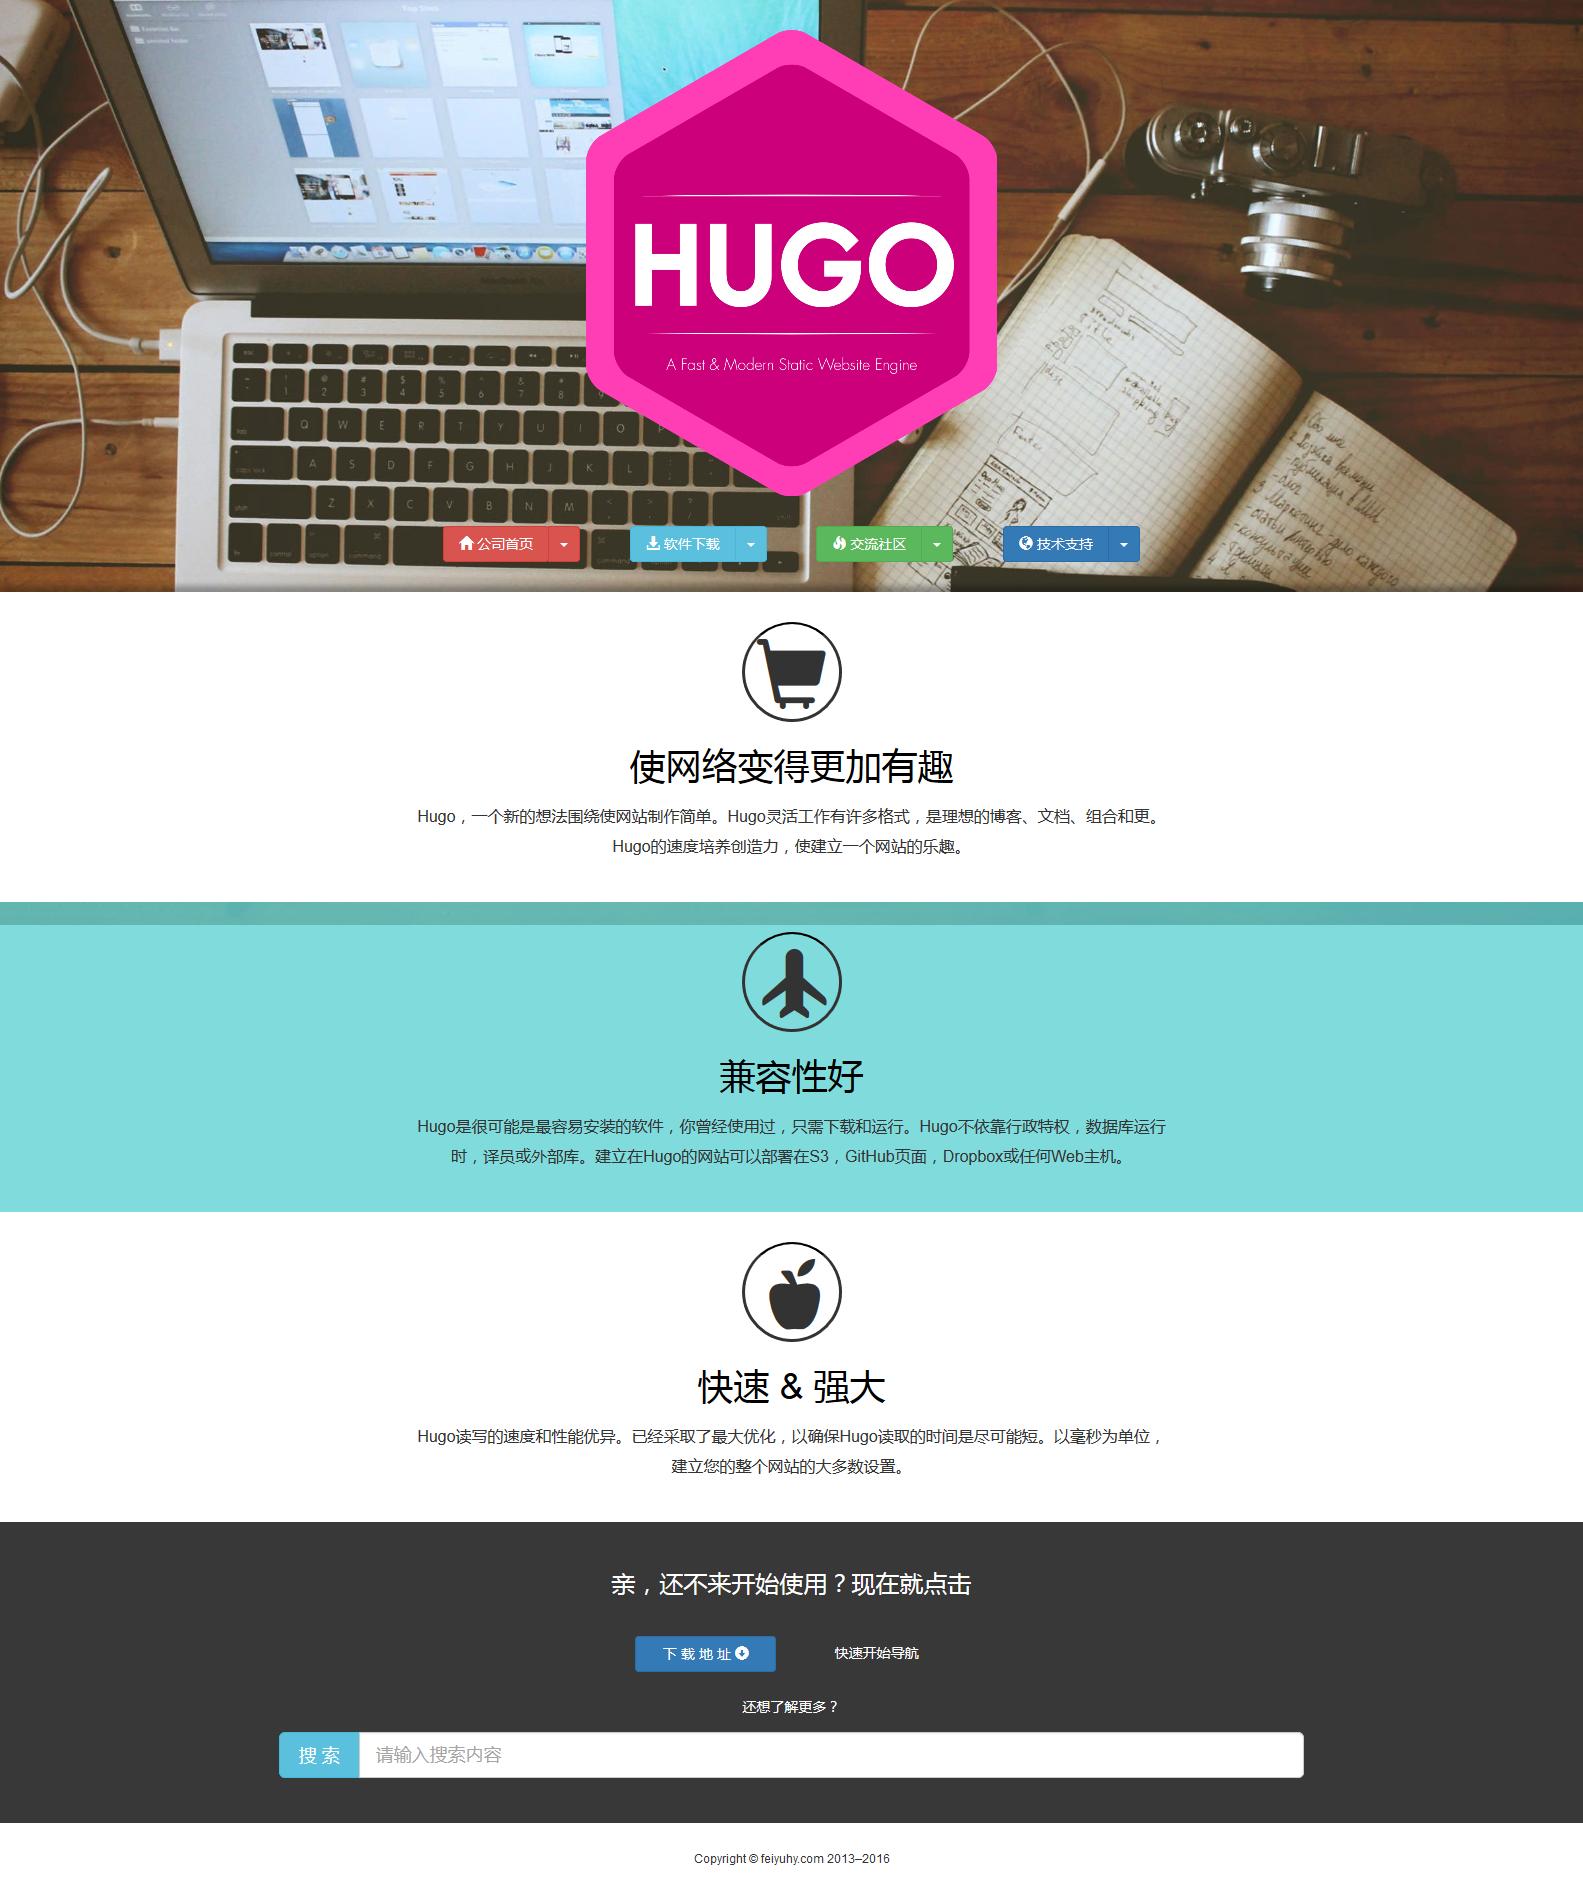 Top Sites
HUGO
A Fast & Modern Static Website Engine
公司首页
软件下载
交流社区
技术支持
使网络变得更加有趣
Hugo，一个新的想法围绕使网站制作简单。Hugo灵活工作有许多格式，是理想的博客、文档、组合和更。
Hugo的速度培养创造力，使建立一个网站的乐趣。
兼容性好
Hugo是很可能是最容易安装的软件，你曾经使用过，只需下载和运行。Hugo不依靠行政特权，数据库运行
时，译员或外部库。建立在Hugo的网站可以部署在S3，GitHub页面，Dropbox或任何Web主机。
快速 & 强大
Hugo读写的速度和性能优异。已经采取了最大优化，以确保Hugo读取的时间是尽可能短。以毫秒为单位，
建立您的整个网站的大多数设置。
亲，还不来开始使用？现在就点击
下 载 地 址
快速开始导航
还想了解更多？
搜 索
请输入搜索内容
Copyright © feiyuhy.com 2013–2016